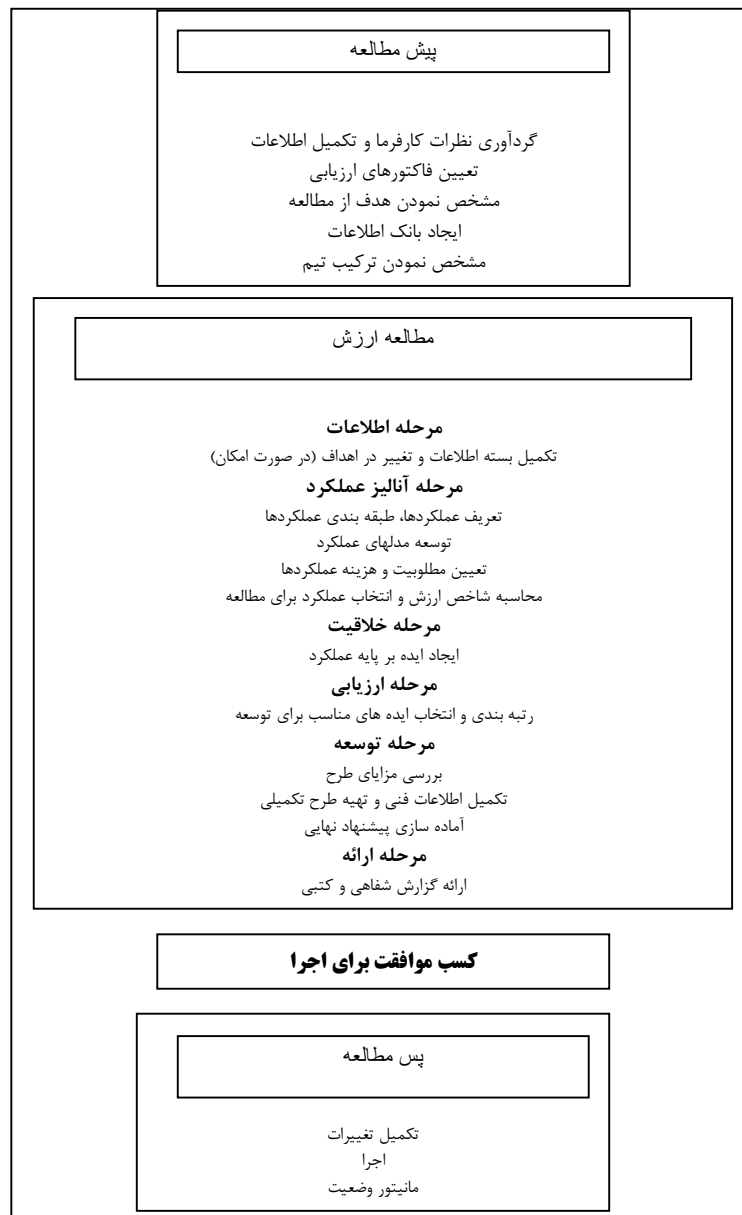 پیش مطالعه
گردآوری نظرات کارفرما و تکمیل اطلاعات
تعیین فاکتورهای ارزیابی
مشخص نمودن هدف از مطالعه
ایجاد بانک اطلاعات
مشخص نمودن ترکیب تیم
مطالعه ارزش
مرحله اطلاعات
تکمیل بسته اطلاعات و تغییر در اهداف (در صورت امکان)
مرحله آنالیز عملکرد
تعریف عملکردها، طبقه بندی عملکردها
توسعه مدلهای عملکرد
تعیین مطلوبیت و هزینه عملکردها
محاسبه شاخص ارزش و انتخاب عملکرد برای مطالعه
مرحله خلاقیت
ایجاد ایده بر پایه عملکرد
مرحله ارزیابی
رتبه بندی و انتخاب ایده های مناسب برای توسعه
مرحله توسعه
بررسی مزایای طرح
تکمیل اطلاعات فنی و تهیه طرح تکمیلی
آماده سازی پیشنهاد نهایی
مرحله ارائه
ارائه گزارش شفاهی و کتبی
کسب موافقت برای اجرا
پس مطالعه
تکمیل تغییرات
اجرا
مانیتور وضعیت